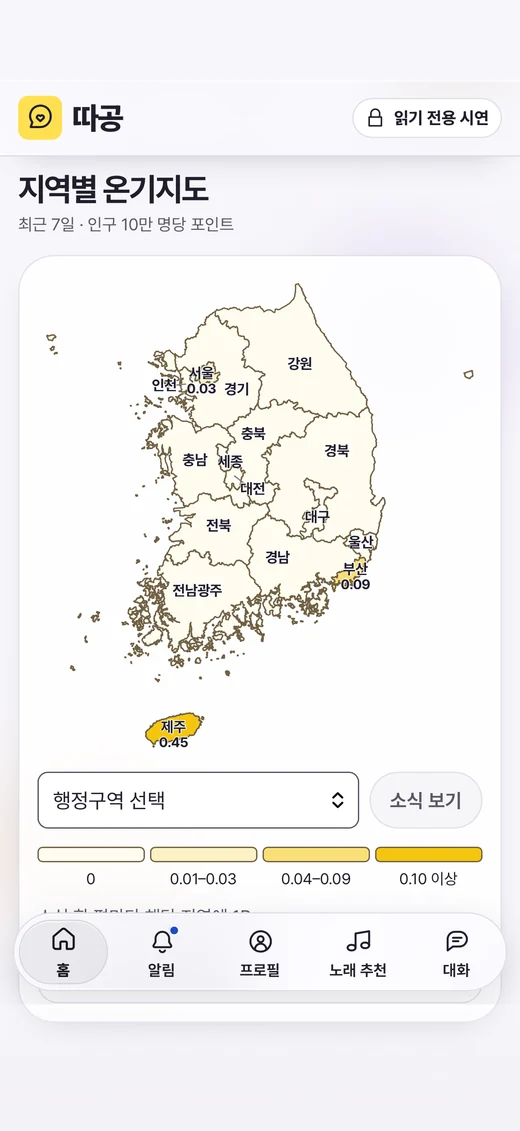 따공
읽기 전용 시연
지역별 온기지도
최근 7일 · 인구 10만 명당 포인트
강원
서울
인천
0.03
경기
충북
경북
충남
세종
대전
대구
전북
울산
경남
부산
0.09
전남광주
제주
0.45
행정구역 선택
소식 보기
0
0.01–0.03
0.04–0.09
0.10 이상
홈
알림
프로필
노래 추천
대화